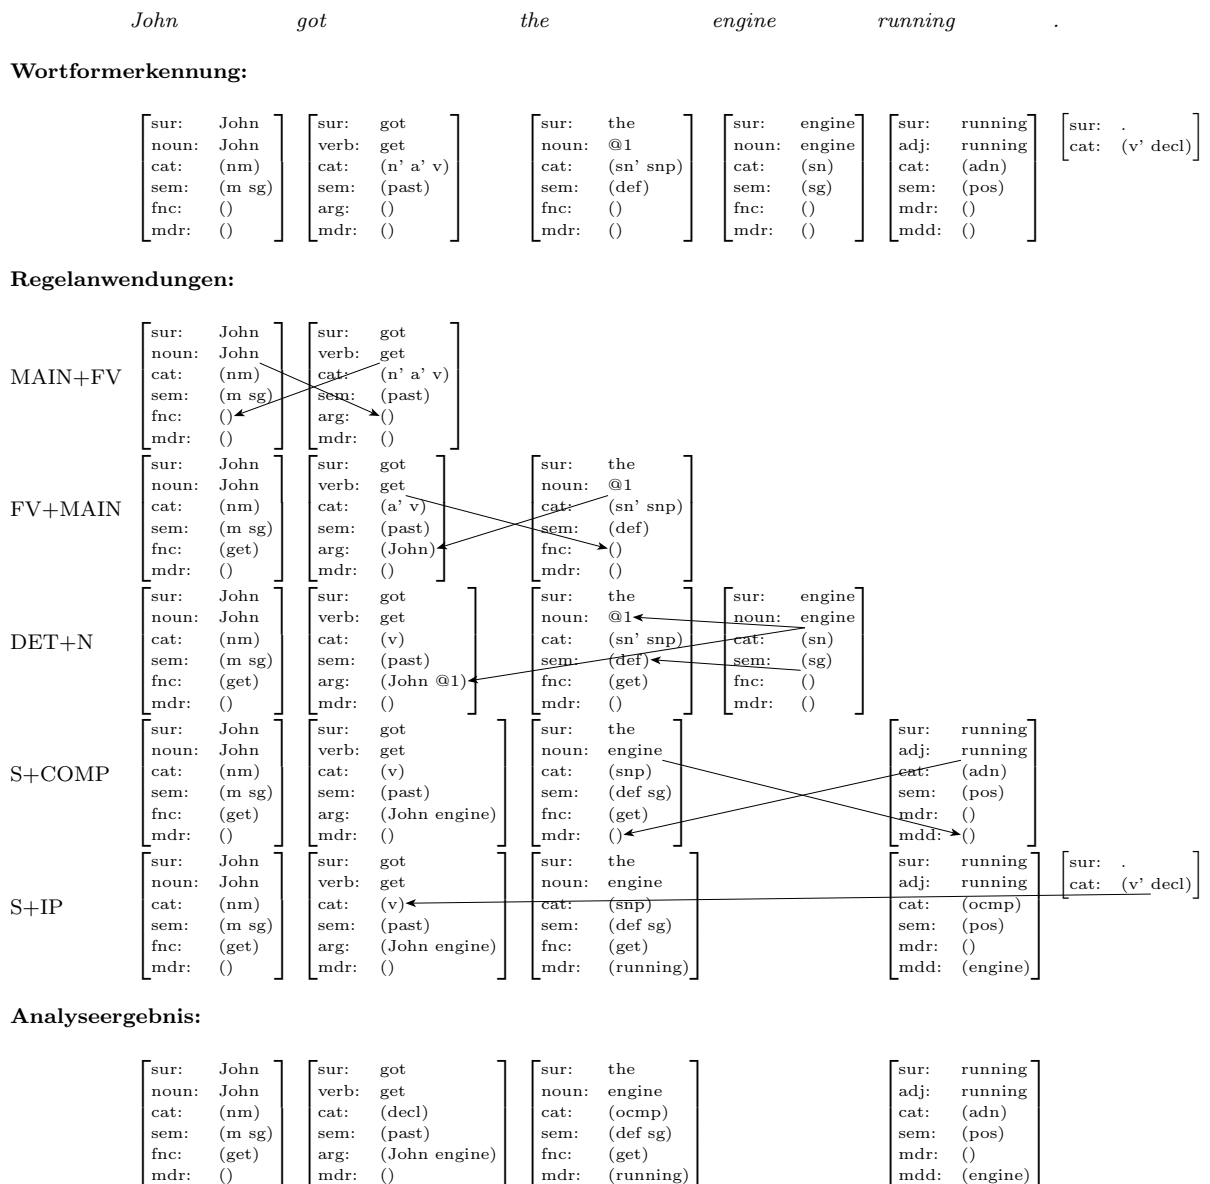 John got the engine running .
Wortformerkennung:
sur: John sur: got sur: the sur: engine sur: running sur: .
noun: John verb: get noun: @1 noun: engine adj: running cat: (v' decl)
cat: (nm) cat: (n' a' v) cat: (sn' snp) cat: (sn) cat: (adn)
sem: (m sg) sem: (past) sem: (def) sem: (sg) sem: (pos)
fnc: () arg: () fnc: () fnc: () mdr: ()
mdr: () mdr: () mdr: () mdr: () mdd: ()
Regelanwendungen:
MAIN+FV
sur: John sur: got
noun: John verb: get
cat: (nm) cat: (n' a' v)
sem: (m sg) sem: (past)
fnc: () arg: ()
mdr: () mdr: ()
FV+MAIN
sur: John sur: got sur: the
noun: John verb: get noun: @1
cat: (nm) cat: (a' v) cat: (sn' snp)
sem: (m sg) sem: (past) sem: (def)
fnc: (get) arg: (John) fnc: ()
mdr: () mdr: () mdr: ()
DET+N
sur: John sur: got sur: the sur: engine
noun: John verb: get noun: @1 noun: engine
cat: (nm) cat: (v) cat: (sn' snp) cat: (sn)
sem: (m sg) sem: (past) sem: (def) sem: (sg)
fnc: (get) arg: (John @1) fnc: (get) fnc: ()
mdr: () mdr: () mdr: () mdr: ()
S+COMP
sur: John sur: got sur: the sur: running
noun: John verb: get noun: engine adj: running
cat: (nm) cat: (v) cat: (snp) cat: (adn)
sem: (m sg) sem: (past) sem: (def sg) sem: (pos)
fnc: (get) arg: (John engine) fnc: (get) mdr: ()
mdr: () mdr: () mdr: () mdd: ()
S+IP
sur: John sur: got sur: the sur: running sur: .
noun: John verb: get noun: engine adj: running cat: (v' decl)
cat: (nm) cat: (v) cat: (snp) cat: (ocmp)
sem: (m sg) sem: (past) sem: (def sg) sem: (pos)
fnc: (get) arg: (John engine) fnc: (get) mdr: ()
mdr: () mdr: () mdr: (running) mdd: (engine)
Analyseergebnis:
sur: John sur: got sur: the sur: running
noun: John verb: get noun: engine adj: running
cat: (nm) cat: (decl) cat: (ocmp) cat: (adn)
sem: (m sg) sem: (past) sem: (def sg) sem: (pos)
fnc: (get) arg: (John engine) fnc: (get) mdr: ()
mdr: () mdr: () mdr: (running) mdd: (engine)